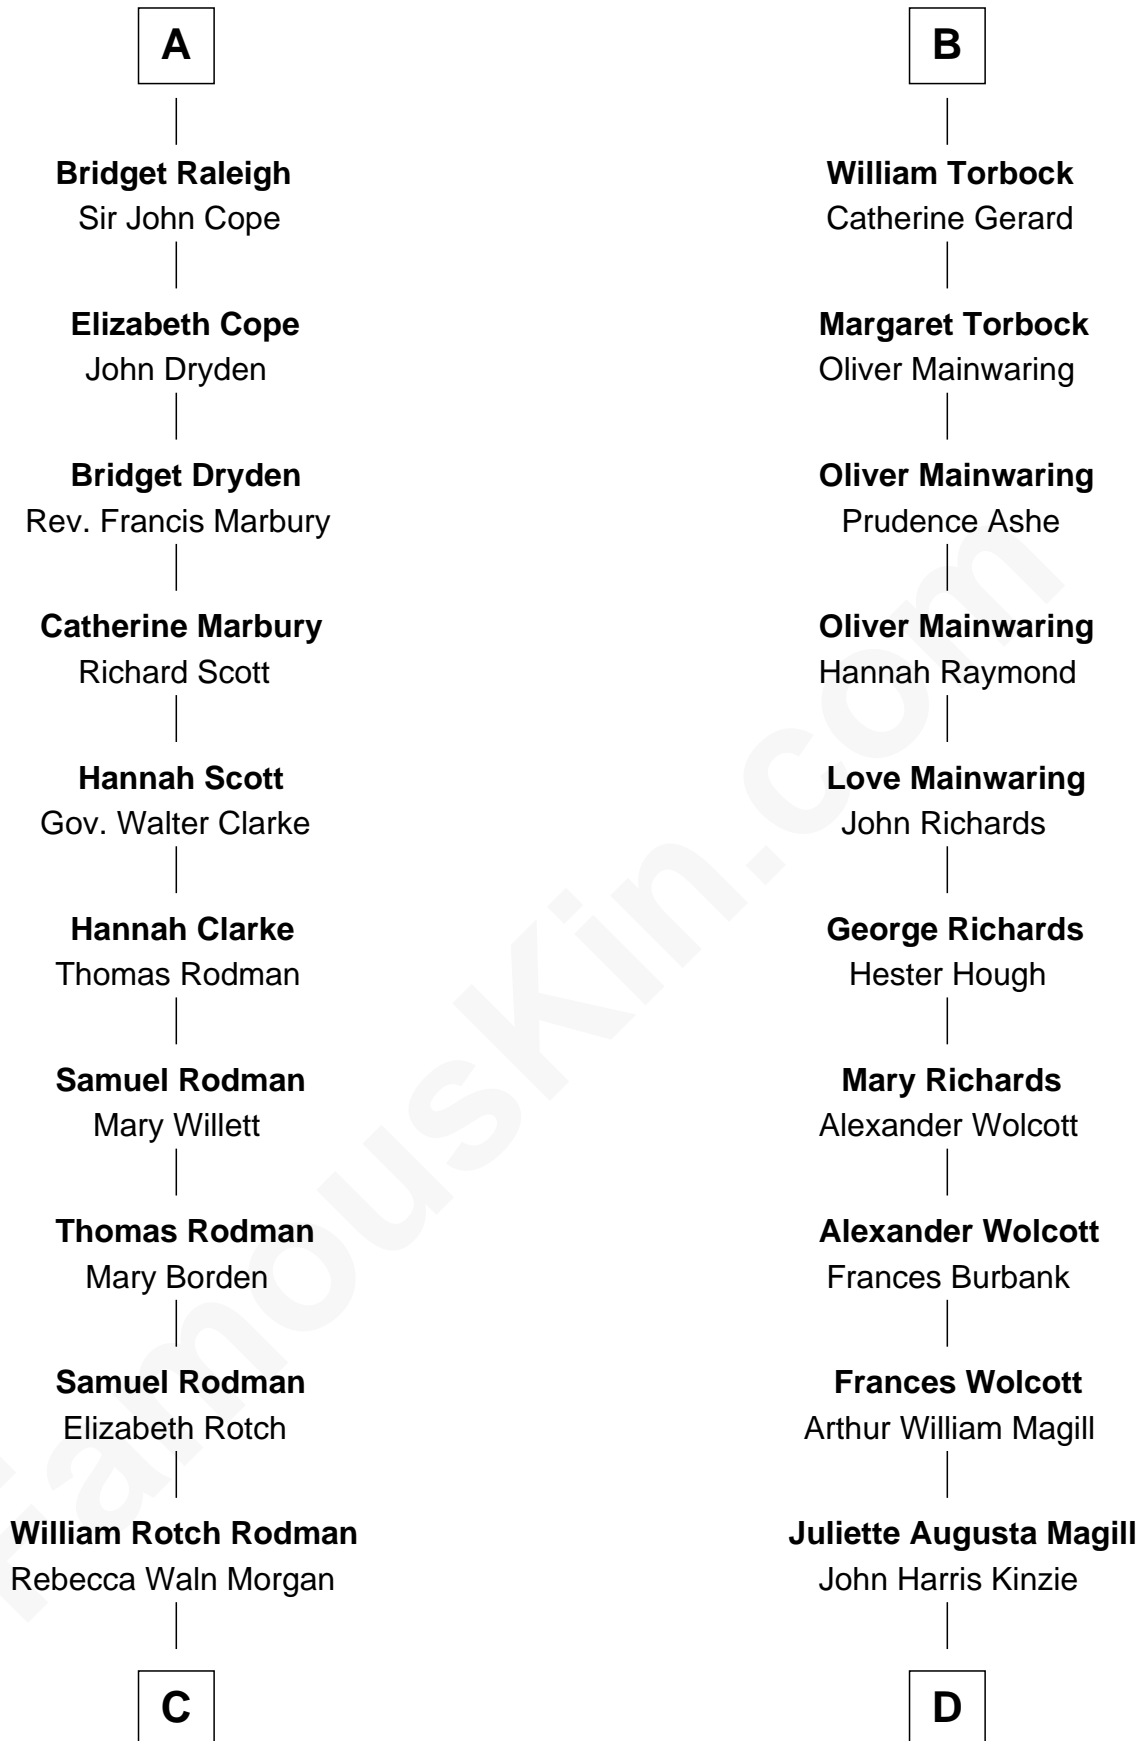 A
Bridget Raleigh
Sir John Cope
Elizabeth Cope
John Dryden
Bridget Dryden
Rev. Francis Marbury
Catherine Marbury
Richard Scott
Hannah Scott
Gov. Walter Clarke
Hannah Clarke
Thomas Rodman
Samuel Rodman
Mary Willett
Thomas Rodman
Mary Borden
Samuel Rodman
Elizabeth Rotch
William Rotch Rodman
Rebecca Waln Morgan
C
B
William Torbock
Catherine Gerard
Margaret Torbock
Oliver Mainwaring
Oliver Mainwaring
Prudence Ashe
Oliver Mainwaring
Hannah Raymond
Love Mainwaring
John Richards
George Richards
Hester Hough
Mary Richards
Alexander Wolcott
Alexander Wolcott
Frances Burbank
Frances Wolcott
Arthur William Magill
Juliette Augusta Magill
John Harris Kinzie
D
FamousKin.com